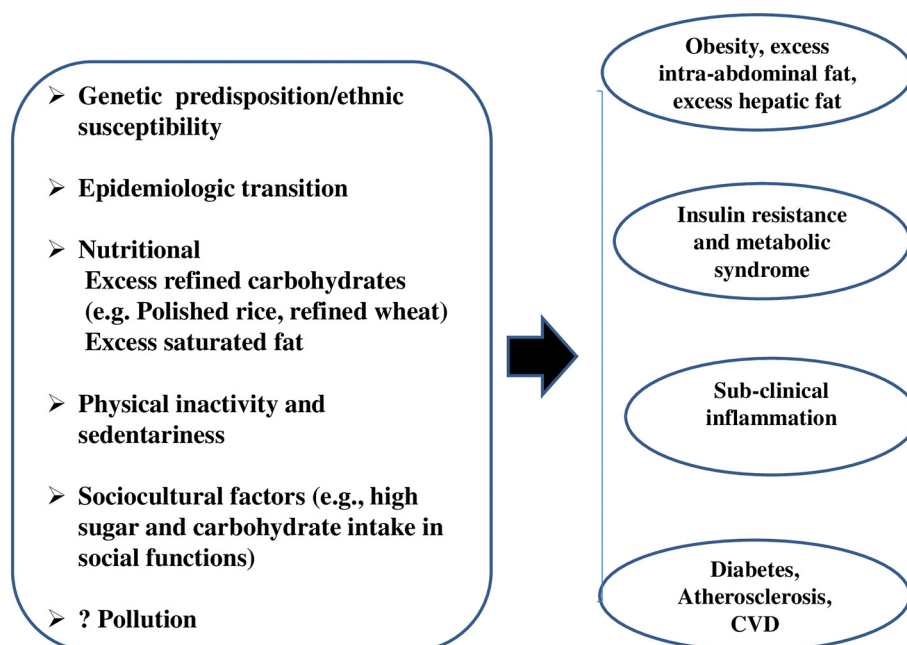 ➢ Genetic predisposition/ethnic
susceptibility
➢ Epidemiologic transition
➢ Nutritional
Excess refined carbohydrates
(e.g. Polished rice, refined wheat)
Excess saturated fat
➢ Physical inactivity and
sedentariness
➢ Sociocultural factors (e.g., high
sugar and carbohydrate intake in
social functions)
➢ ? Pollution
Obesity, excess
intra-abdominal fat,
excess hepatic fat
Insulin resistance
and metabolic
syndrome
Sub-clinical
inflammation
Diabetes,
Atherosclerosis,
CVD